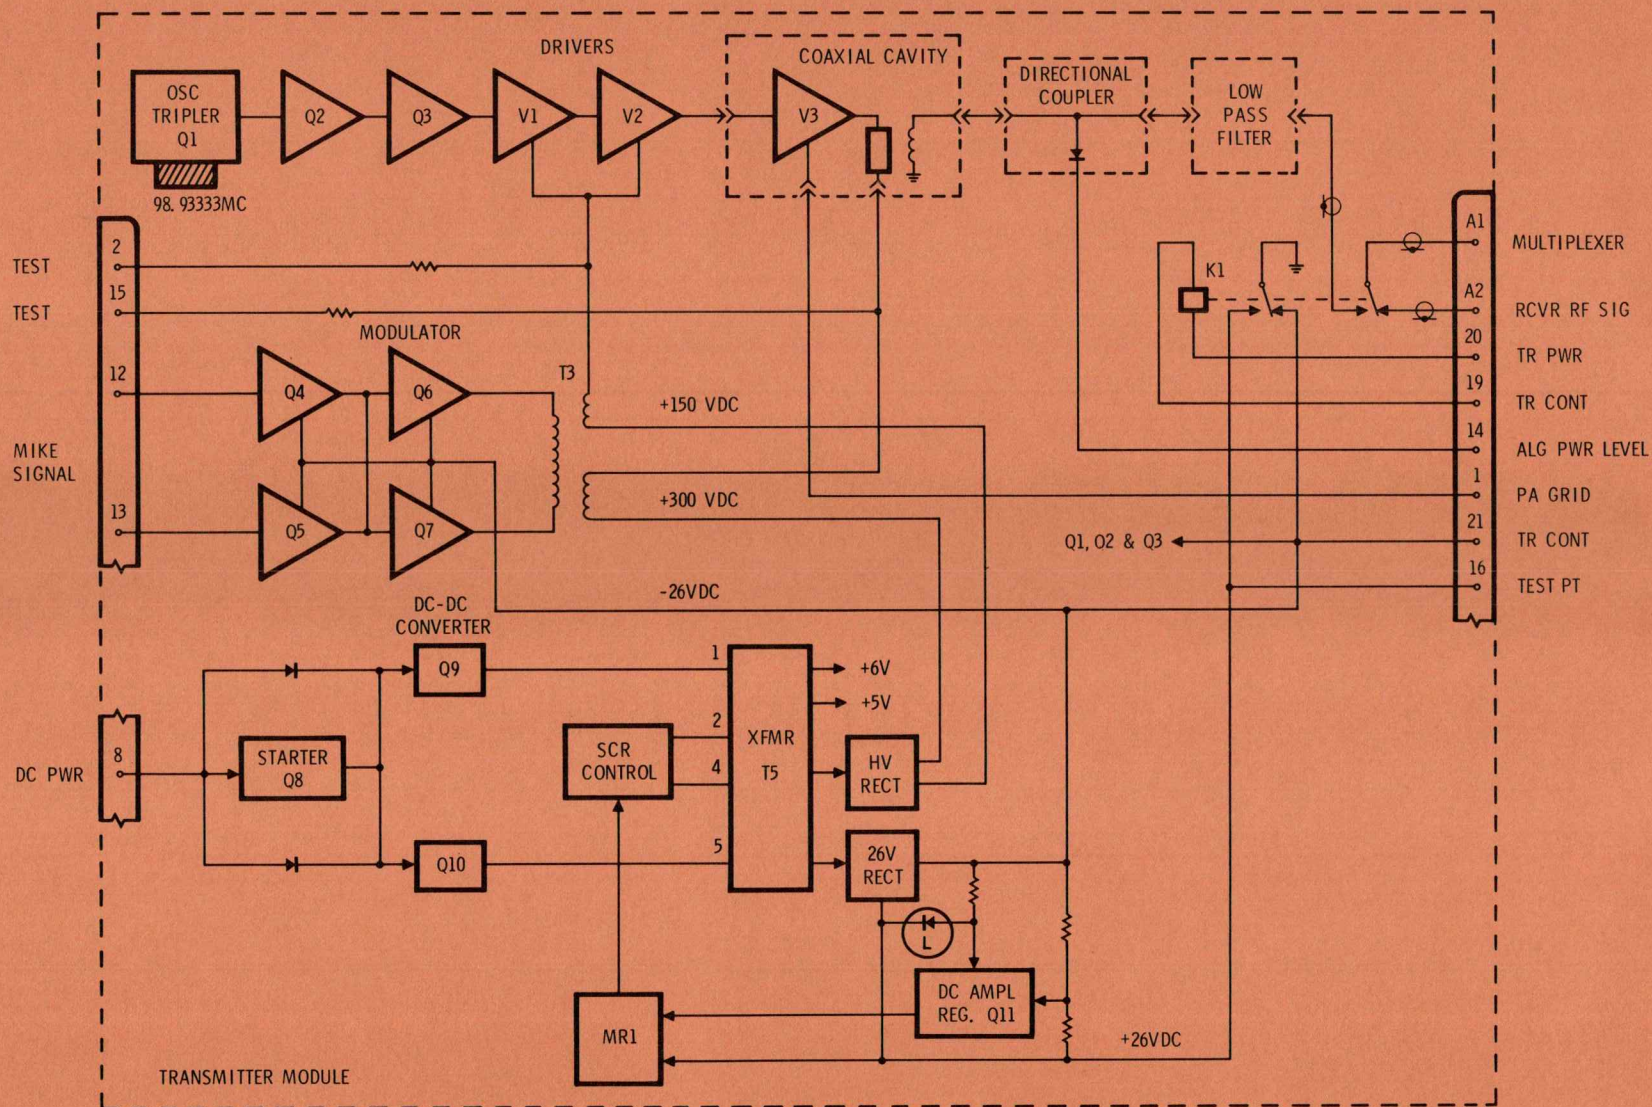 DRIVERS
OSC
TRIPLER
Q1
98.93333MC
Q2
Q3
V1
V2
COAXIAL CAVITY
V3
DIRECTIONAL
COUPLER
LOW
PASS
FILTER
TEST
2
TEST
15
12
MIKE
SIGNAL
13
MODULATOR
Q4
Q6
Q5
Q7
T3
+150 VDC
+300 VDC
-26VDC
K1
A1
MULTIPLEXER
A2
RCVR RF SIG
20
TR PWR
19
TR CONT
14
ALG PWR LEVEL
1
PA GRID
21
TR CONT
16
TEST PT
Q1, Q2 & Q3
DC-DC
CONVERTER
Q9
DC PWR
8
STARTER
Q8
Q10
SCR
CONTROL
1
2
4
5
XFMR
T5
+6V
+5V
HV
RECT
26V
RECT
L
DC AMPL
REG. Q11
MR1
+26VDC
TRANSMITTER MODULE